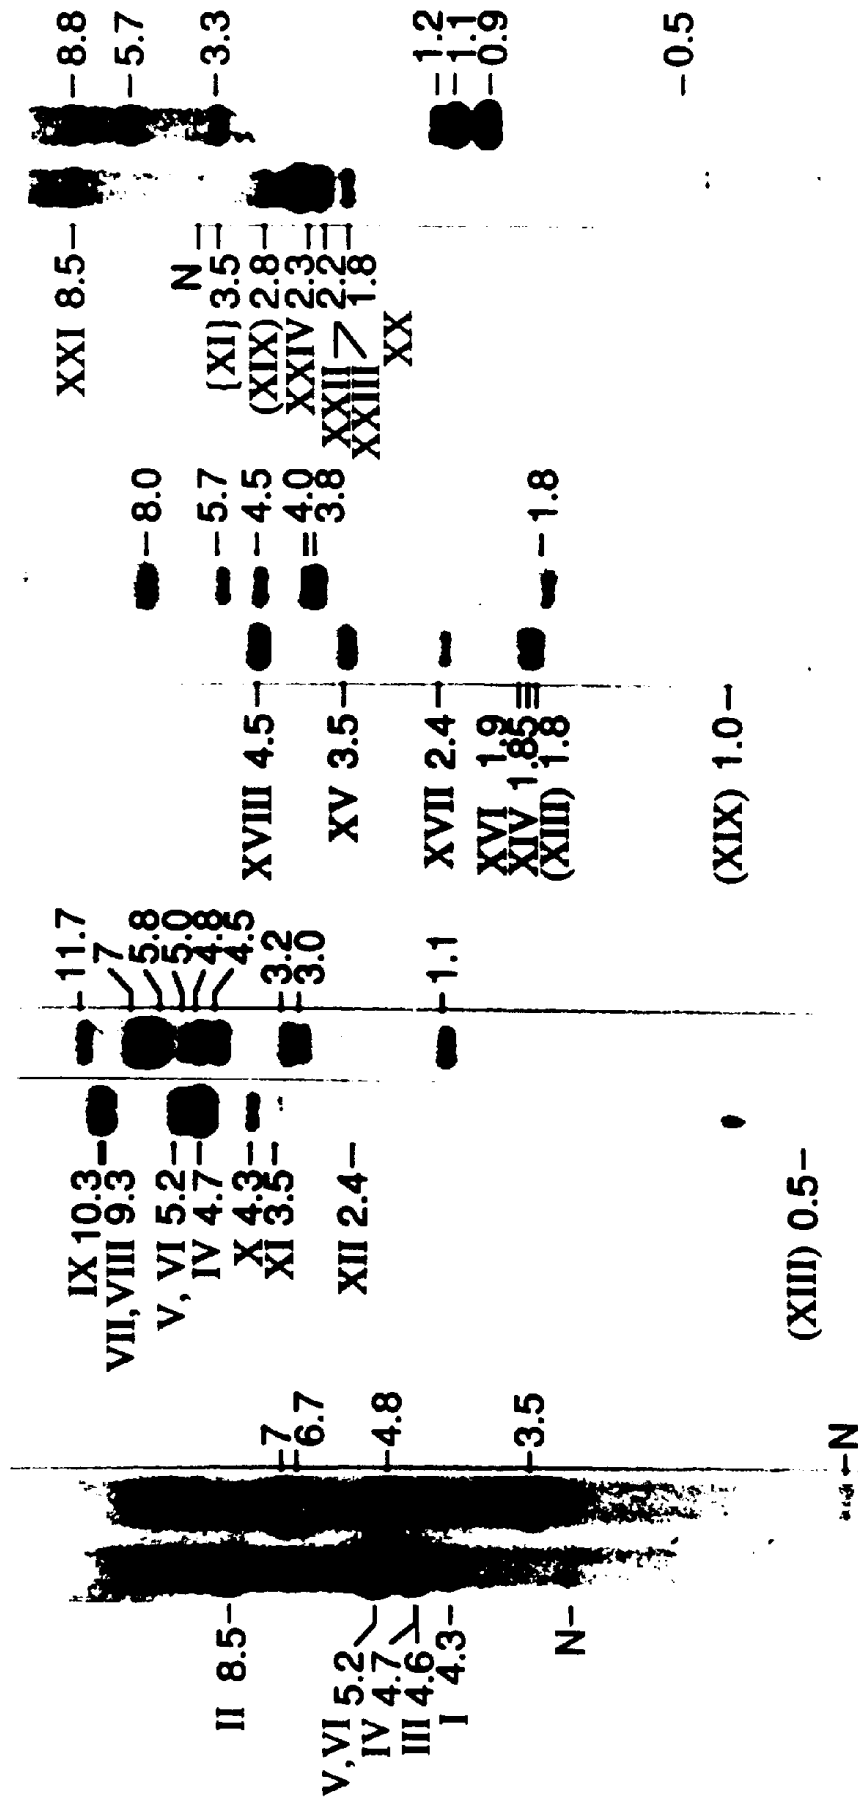 II 8.5
V, VI 5.2
IV 4.7
III 4.6
I 4.3
N
7
6.7
4.8
3.5
N
IX 10.3
VII, VIII 9.3
V, VI 5.2
IV 4.7
X 4.3
XI 3.5
XII 2.4
(XIII) 0.5
11.7
7
5.8
5.0
4.8
4.5
3.2
3.0
1.1
XVIII 4.5
XV 3.5
XVII 2.4
XVI 1.9
XIV 1.85
(XIII) 1.8
(XIX) 1.0
8.0
5.7
4.5
4.0
3.8
1.8
XXI 8.5
N
{XI} 3.5
(XIX) 2.8
XXIV 2.3
XXII 2.2
XXIII 1.8
XX
8.8
5.7
3.3
1.2
1.1
0.9
0.5